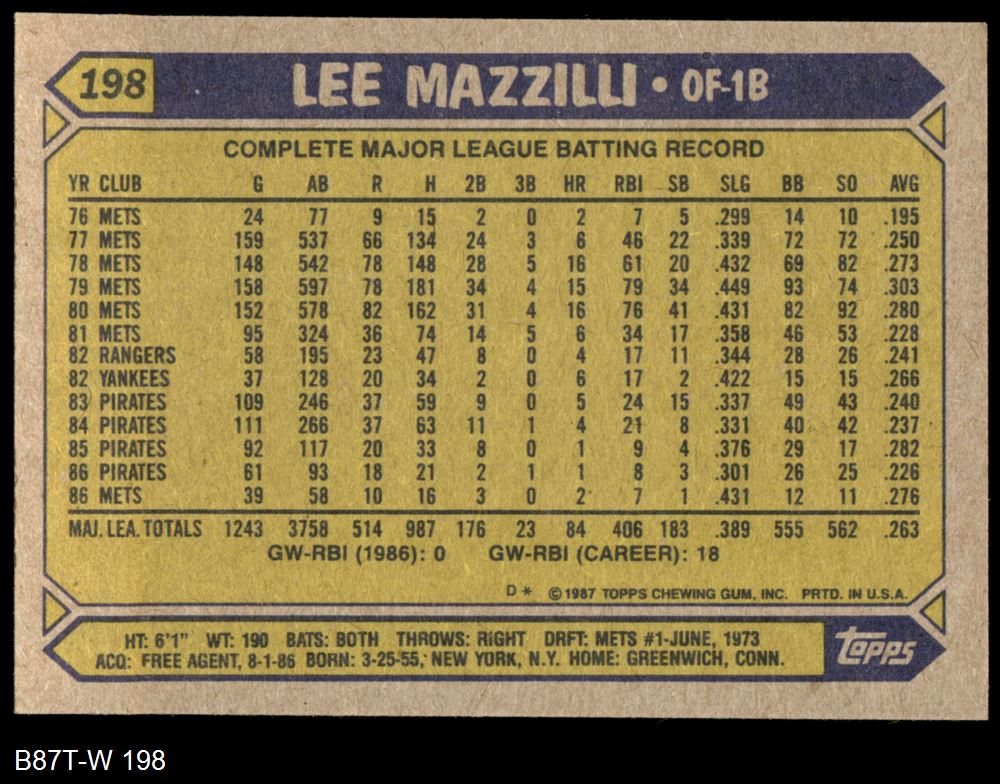 198 LEE MAZZILLI • OF-1B
COMPLETE MAJOR LEAGUE BATTING RECORD
YR CLUB G AB R H 2B 3B HR RBI SB SLG BB SO AVG
76 METS 24 77 9 15 2 0 2 7 5 .299 14 10 .195
77 METS 159 537 66 134 24 3 6 46 22 .339 72 72 .250
78 METS 148 542 78 148 28 5 16 61 20 .432 69 82 .273
79 METS 158 597 78 181 34 4 15 79 34 .449 93 74 .303
80 METS 152 578 82 162 31 4 16 76 41 .431 82 92 .280
81 METS 95 324 36 74 14 5 6 34 17 .358 46 53 .228
82 RANGERS 58 195 23 47 8 0 4 17 11 .344 28 26 .241
82 YANKEES 37 128 20 34 2 0 6 17 2 .422 15 15 .266
83 PIRATES 109 246 37 59 9 0 5 24 15 .337 49 43 .240
84 PIRATES 111 266 37 63 11 1 4 21 8 .331 40 42 .237
85 PIRATES 92 117 20 33 8 0 1 9 4 .376 29 17 .282
86 PIRATES 61 93 18 21 2 1 1 8 3 .301 26 25 .226
86 METS 39 58 10 16 3 0 2 7 1 .431 12 11 .276
MAJ. LEA. TOTALS 1243 3758 514 987 176 23 84 406 183 .389 555 562 .263
GW-RBI (1986): 0 GW-RBI (CAREER): 18
D* ©1987 TOPPS CHEWING GUM, INC. PRTD. IN U.S.A.
HT: 6'1" WT: 190 BATS: BOTH THROWS: RIGHT DRFT: METS #1-JUNE, 1973
ACQ: FREE AGENT, 8-1-86 BORN: 3-25-55, NEW YORK, N.Y. HOME: GREENWICH, CONN.
Topps
B87T-W 198